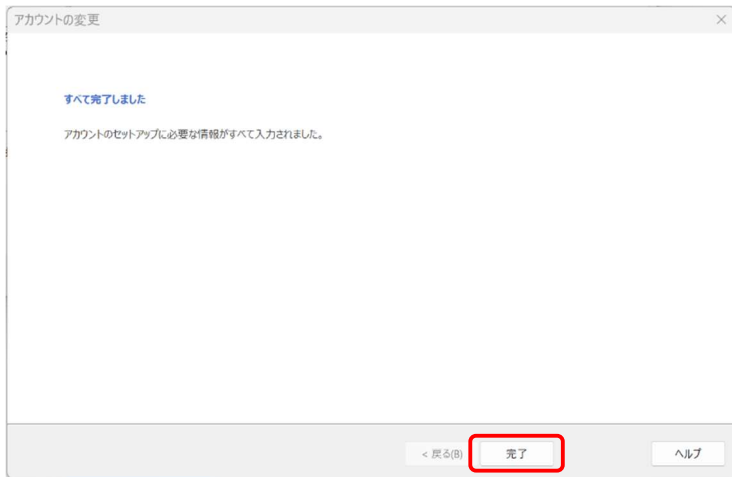 アカウントの変更
すべて完了しました
アカウントのセットアップに必要な情報がすべて入力されました。
< 戻る(B)
完了
ヘルプ